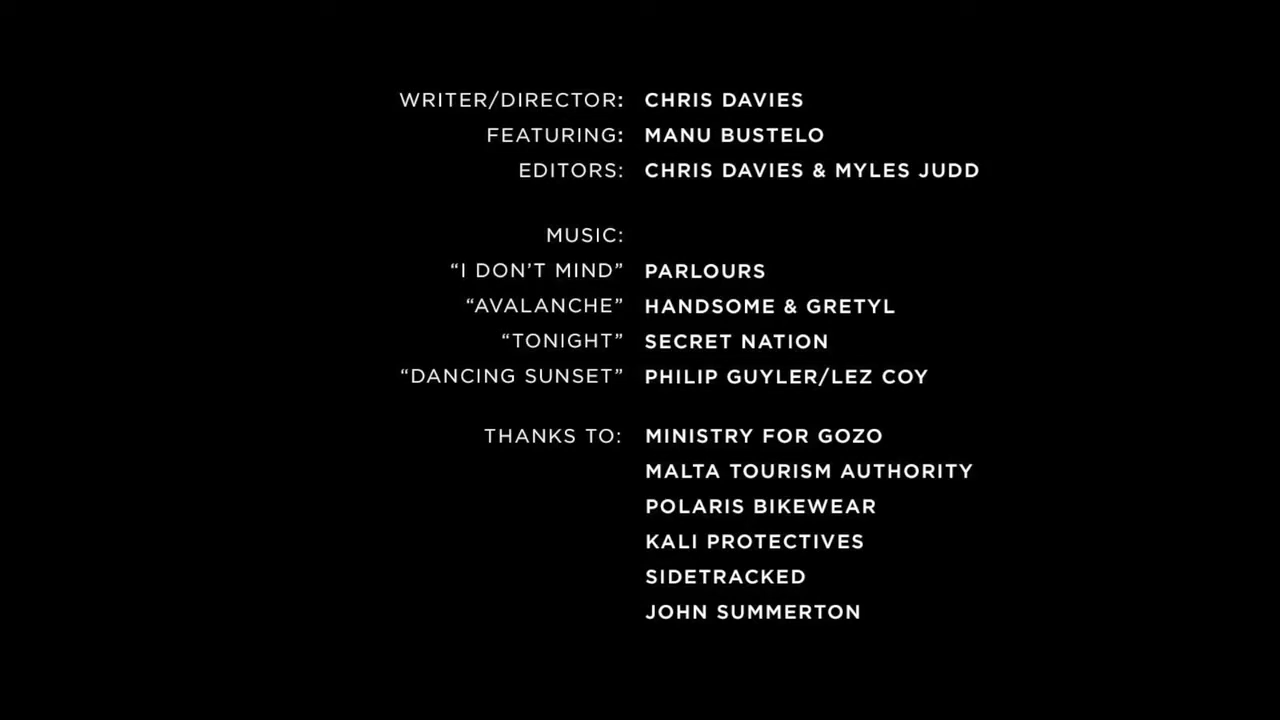 WRITER/DIRECTOR: CHRIS DAVIES
FEATURING: MANU BUSTELO
EDITORS: CHRIS DAVIES & MYLES JUDD
MUSIC:
“I DON’T MIND” PARLOURS
“AVALANCHE” HANDSOME & GRETYL
“TONIGHT” SECRET NATION
“DANCING SUNSET” PHILIP GUYLER/LEZ COY
THANKS TO: MINISTRY FOR GOZO
MALTA TOURISM AUTHORITY
POLARIS BIKEWEAR
KALI PROTECTIVES
SIDETRACKED
JOHN SUMMERTON